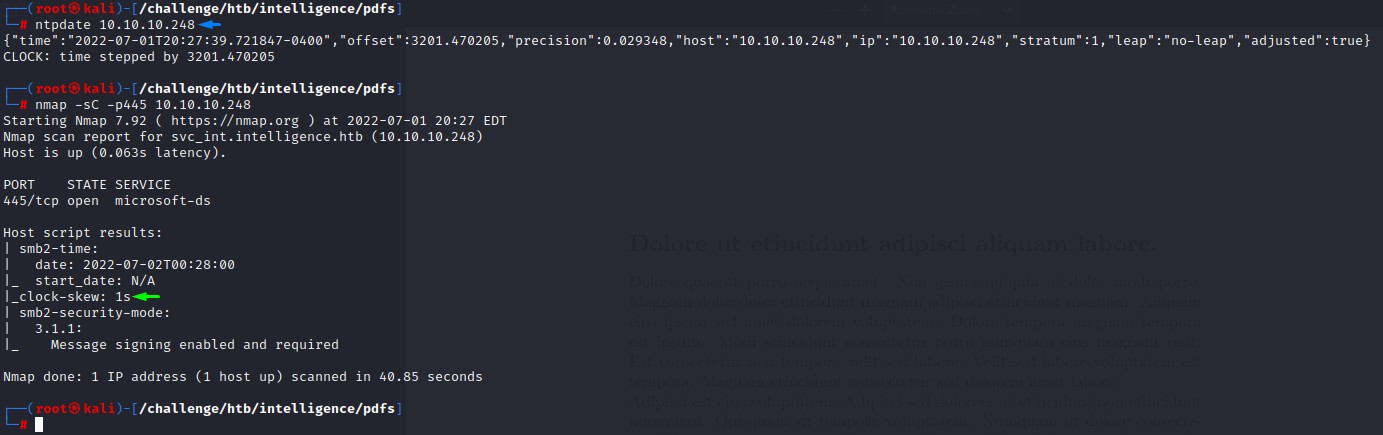 ┌──(root㉿kali)-[/challenge/htb/intelligence/pdfs]
└─# ntpdate 10.10.10.248
{"time":"2022-07-01T20:27:39.721847-0400","offset":3201.470205,"precision":0.029348,"host":"10.10.10.248","ip":"10.10.10.248","stratum":1,"leap":"no-leap","adjusted":true}
CLOCK: time stepped by 3201.470205
┌──(root㉿kali)-[/challenge/htb/intelligence/pdfs]
└─# nmap -sC -p445 10.10.10.248
Starting Nmap 7.92 ( https://nmap.org ) at 2022-07-01 20:27 EDT
Nmap scan report for svc_int.intelligence.htb (10.10.10.248)
Host is up (0.063s latency).
PORT    STATE SERVICE
445/tcp open  microsoft-ds
Host script results:
| smb2-time:
|   date: 2022-07-02T00:28:00
|_  start_date: N/A
|_clock-skew: 1s
| smb2-security-mode:
|   3.1.1:
|_    Message signing enabled and required
Nmap done: 1 IP address (1 host up) scanned in 40.85 seconds
┌──(root㉿kali)-[/challenge/htb/intelligence/pdfs]
└─#
Dolore ut etincidunt adipisci aliquam labore.